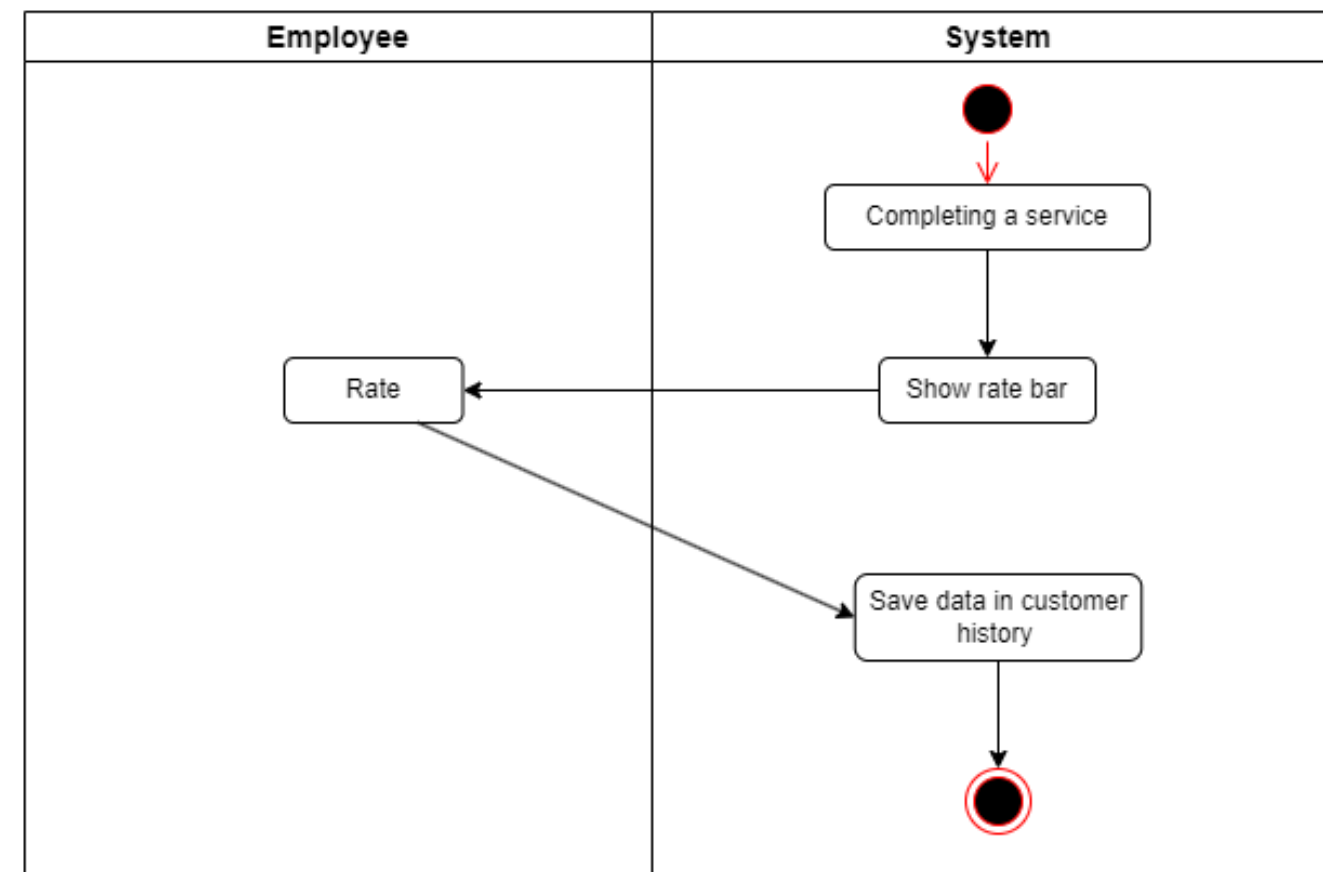 Employee
System
Completing a service
Rate
Show rate bar
Save data in customer
history